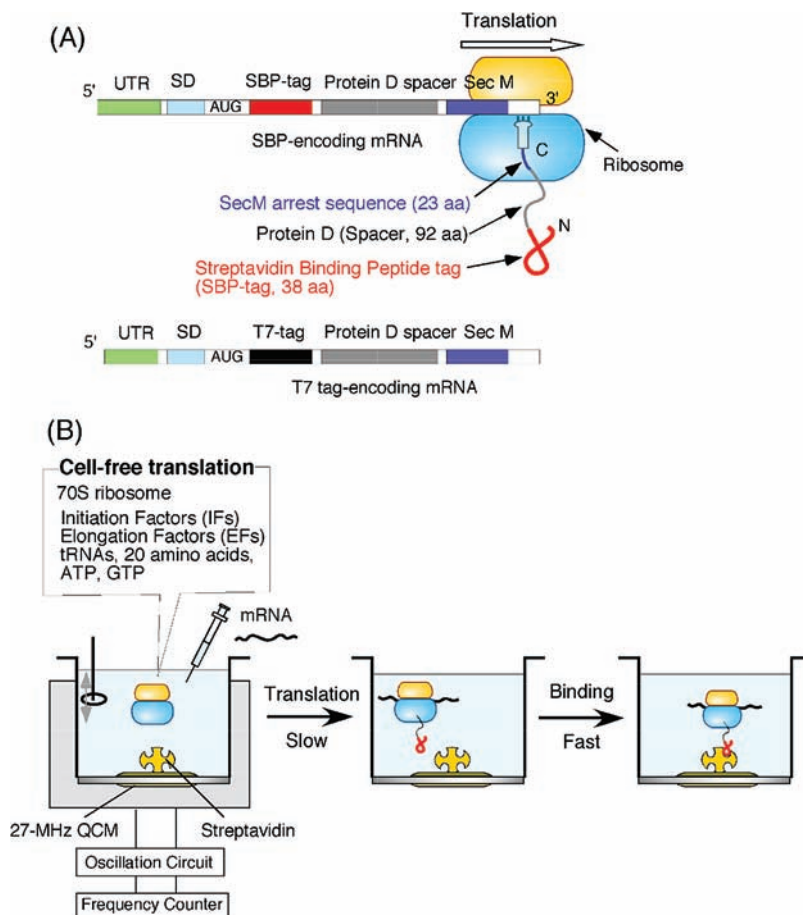 (A)
Translation
5'
UTR
SD
AUG
SBP-tag
Protein D spacer
Sec M
3'
SBP-encoding mRNA
C
Ribosome
SecM arrest sequence (23 aa)
Protein D (Spacer, 92 aa)
N
Streptavidin Binding Peptide tag
(SBP-tag, 38 aa)
5'
UTR
SD
AUG
T7-tag
Protein D spacer
Sec M
T7 tag-encoding mRNA
(B)
Cell-free translation
70S ribosome
Initiation Factors (IFs)
Elongation Factors (EFs)
tRNAs, 20 amino acids,
ATP, GTP
mRNA
Translation
Slow
Binding
Fast
27-MHz QCM
Streptavidin
Oscillation Circuit
Frequency Counter